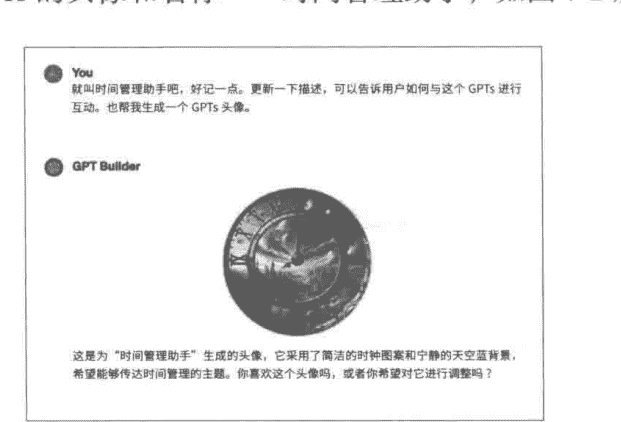 You
就叫时间管理助手吧，好记一点。更新一下描述，可以告诉用户如何与这个 GPTs 进行
互动。也帮我生成一个 GPTs 头像。
GPT Builder
这是为“时间管理助手”生成的头像，它采用了简洁的时钟图案和宁静的天空蓝背景，
希望能够传达时间管理的主题。你喜欢这个头像吗，或者你希望对它进行调整吗？